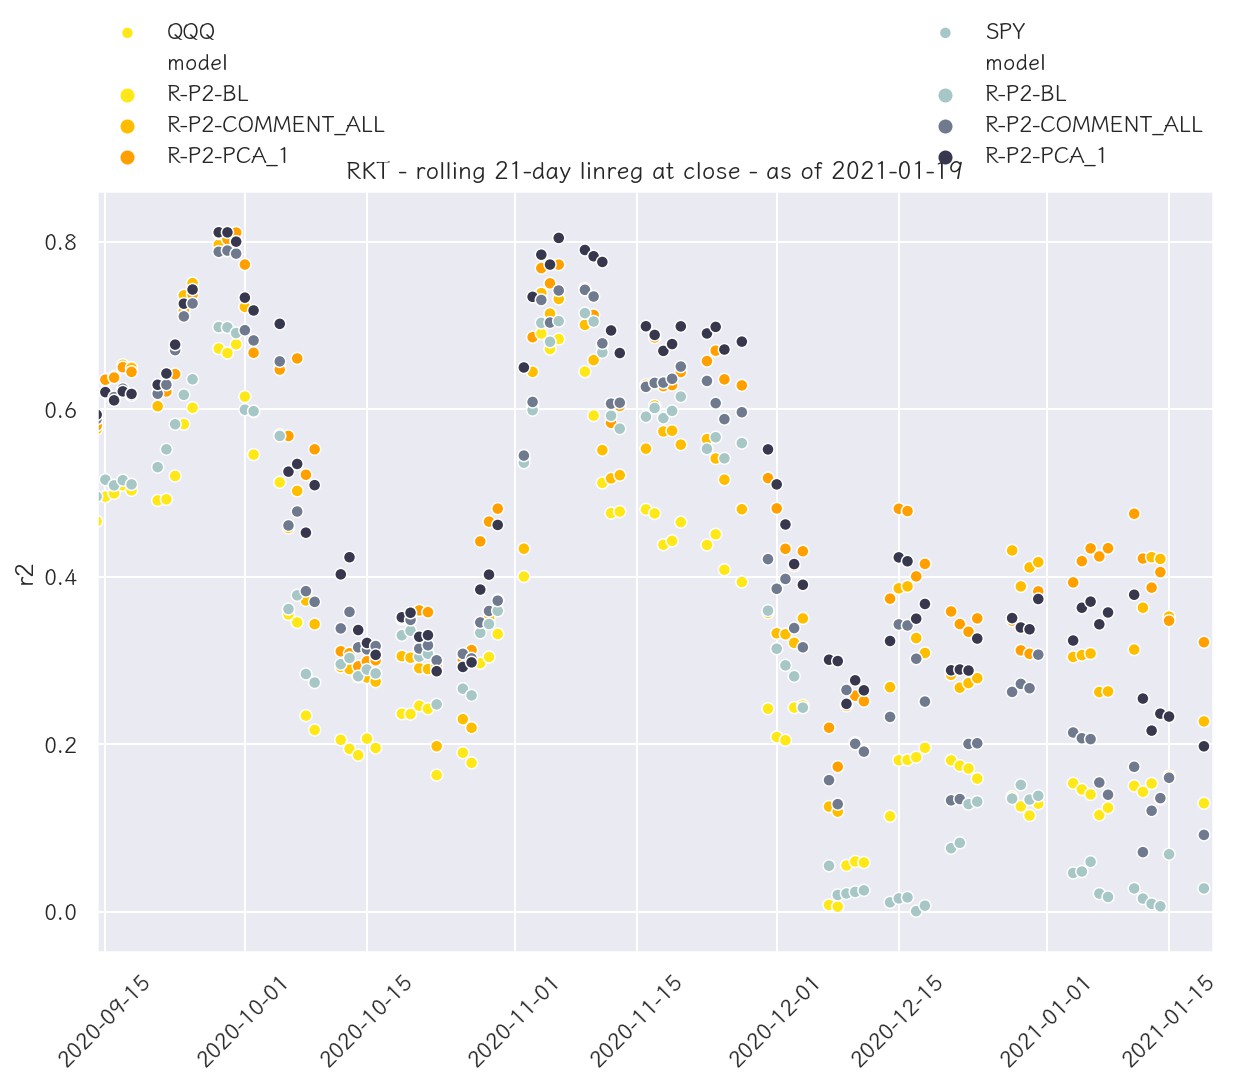 QQQ
model
R-P2-BL
R-P2-COMMENT_ALL
R-P2-PCA_1
SPY
model
R-P2-BL
R-P2-COMMENT_ALL
R-P2-PCA_1
RKT - rolling 21-day linreg at close - as of 2021-01-19
r2
0.8
0.6
0.4
0.2
0.0
2020-09-15
2020-10-01
2020-10-15
2020-11-01
2020-11-15
2020-12-01
2020-12-15
2021-01-01
2021-01-15